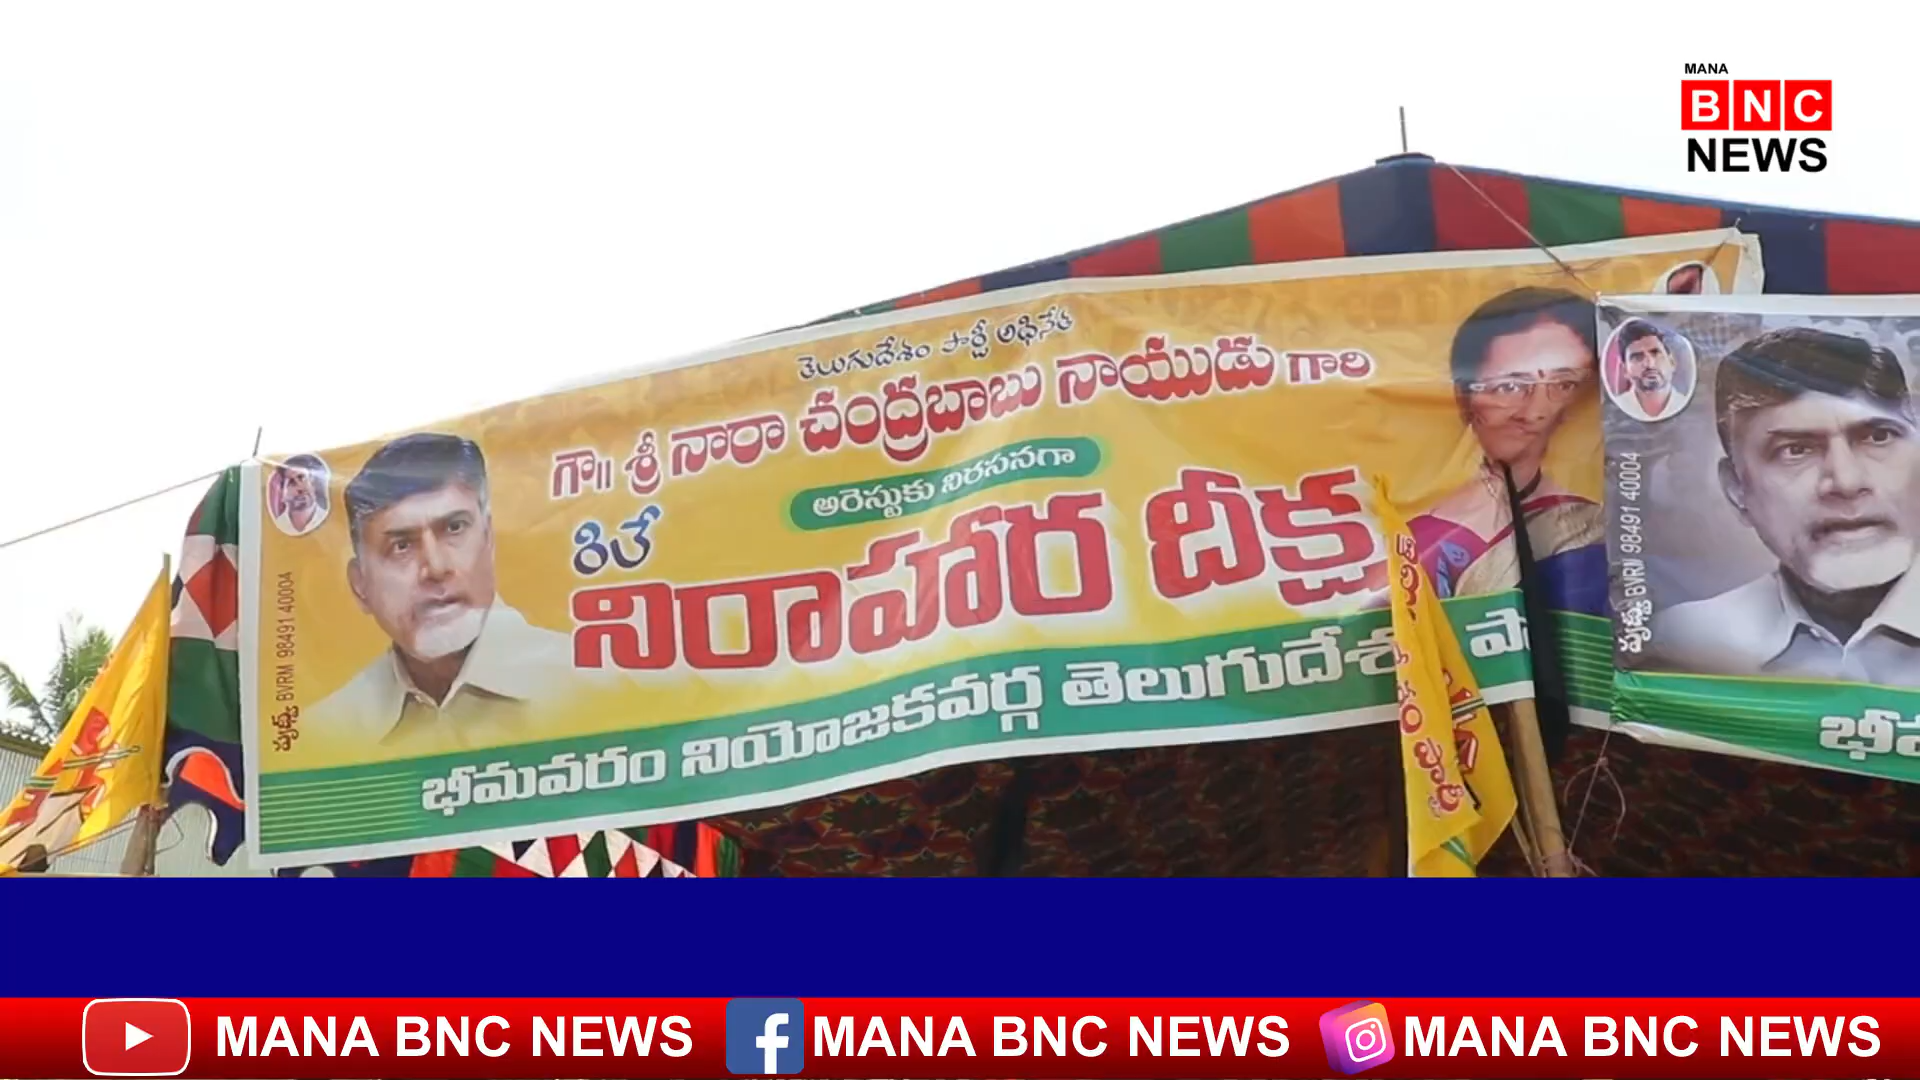 MANA
BNC
NEWS
తెలుగుదేశం పార్టీ అధినేత
గౌ|| శ్రీ నారా చంద్రబాబు నాయుడు గారి
అరెస్టుకు నిరసనగా
రిలే
నిరాహార దీక్ష
భీమవరం నియోజకవర్గ తెలుగుదేశం పా
పృథ్వీ BVRM 98491 40004
పృథ్వీ BVRM 98491 40004
MANA BNC NEWS
MANA BNC NEWS
MANA BNC NEWS